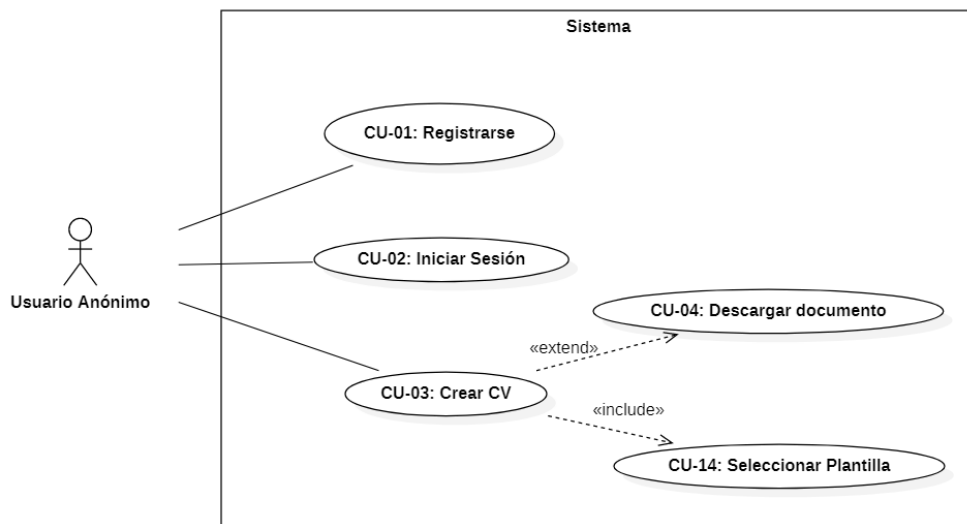 Sistema
CU-01: Registrarse
CU-02: Iniciar Sesión
Usuario Anónimo
CU-04: Descargar documento
«extend»
CU-03: Crear CV
«include»
CU-14: Seleccionar Plantilla